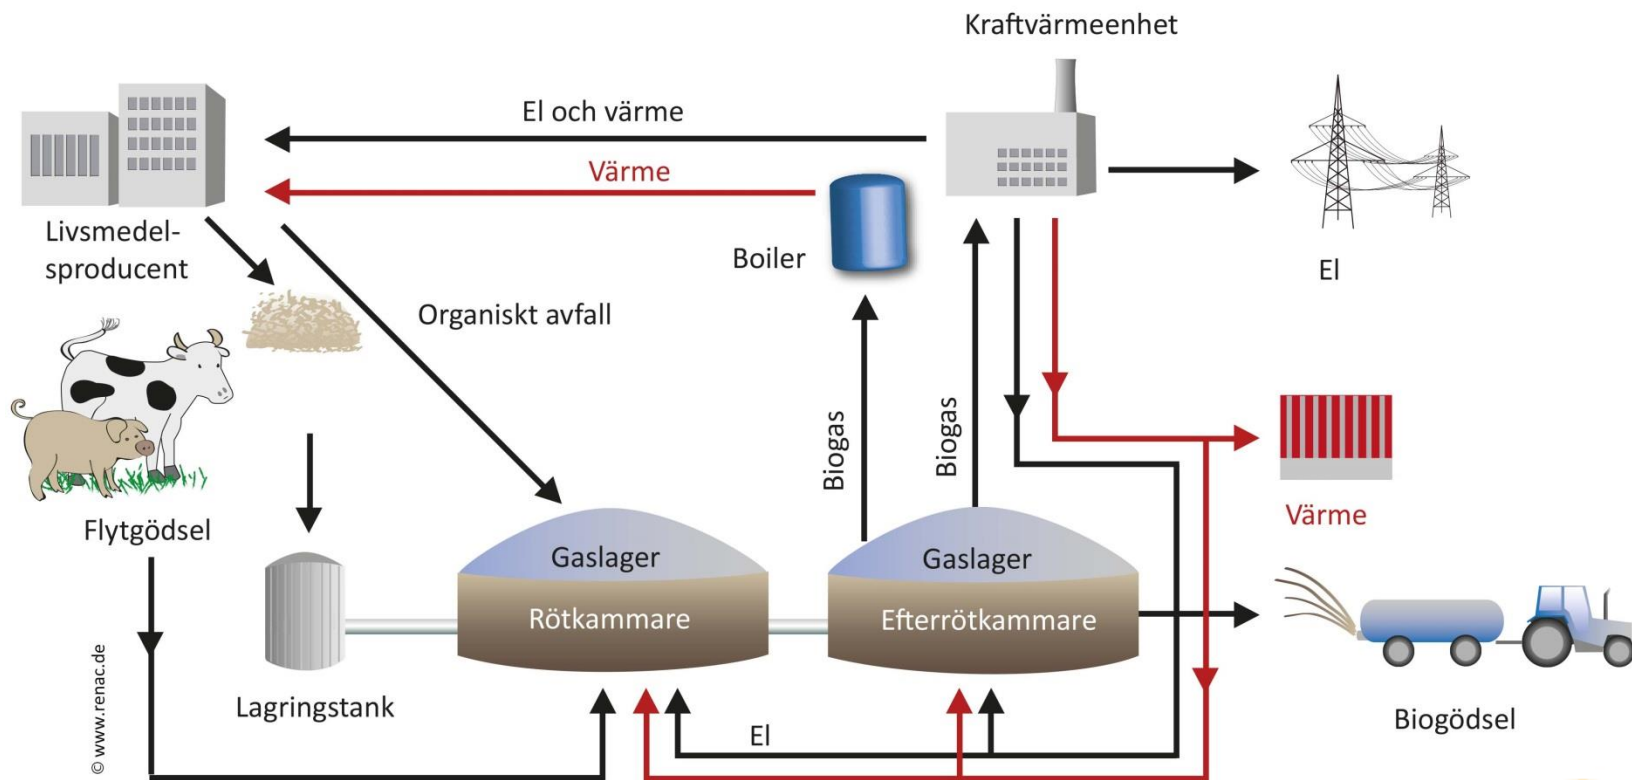 Kraftvärmeenhet
El och värme
Värme
Livsmedel-
sproducent
Boiler
El
Organiskt avfall
Biogas
Biogas
Värme
Flytgödsel
Gaslager
Gaslager
Rötkammare
Efterrötkammare
Lagringstank
El
Biogödsel
© www.renac.de